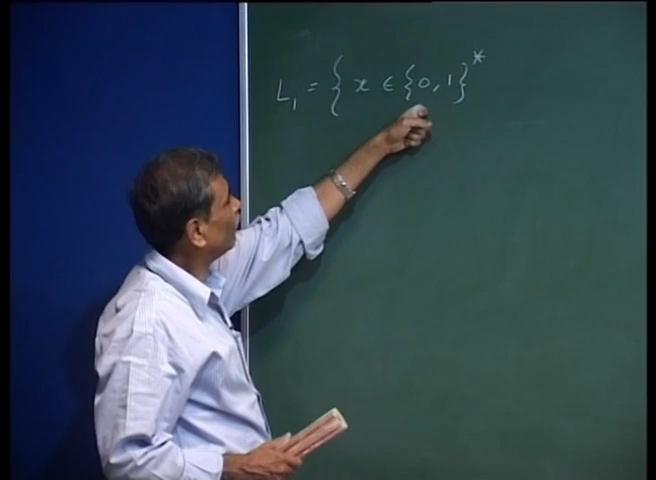 L₁ = { x ∈ {0, 1}*